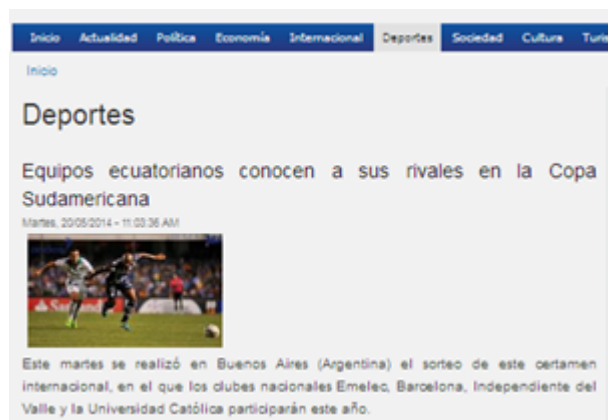 Inicio Actualidad Política Economía Internacional Deportes Sociedad Cultura
Inicio
Deportes
Equipos ecuatorianos conocen a sus rivales en la Copa
Sudamericana
Martes, 20/05/2014 - 11:03:36 AM
Santander
Este martes se realizó en Buenos Aires (Argentina) el sorteo de este certamen
internacional, en el que los clubes nacionales Emelec, Barcelona, Independiente del
Valle y la Universidad Católica participarán este año.